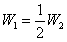 W₁ = 1/2 W₂